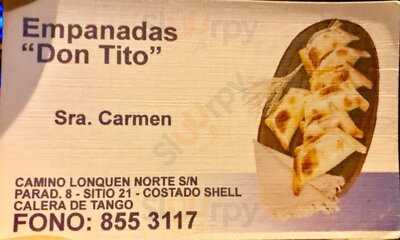 Empanadas
"Don Tito"
Sra. Carmen
CAMINO LONQUEN NORTE S/N
PARAD. 8 - SITIO 21 - COSTADO SHELL
CALERA DE TANGO
FONO: 855 3117